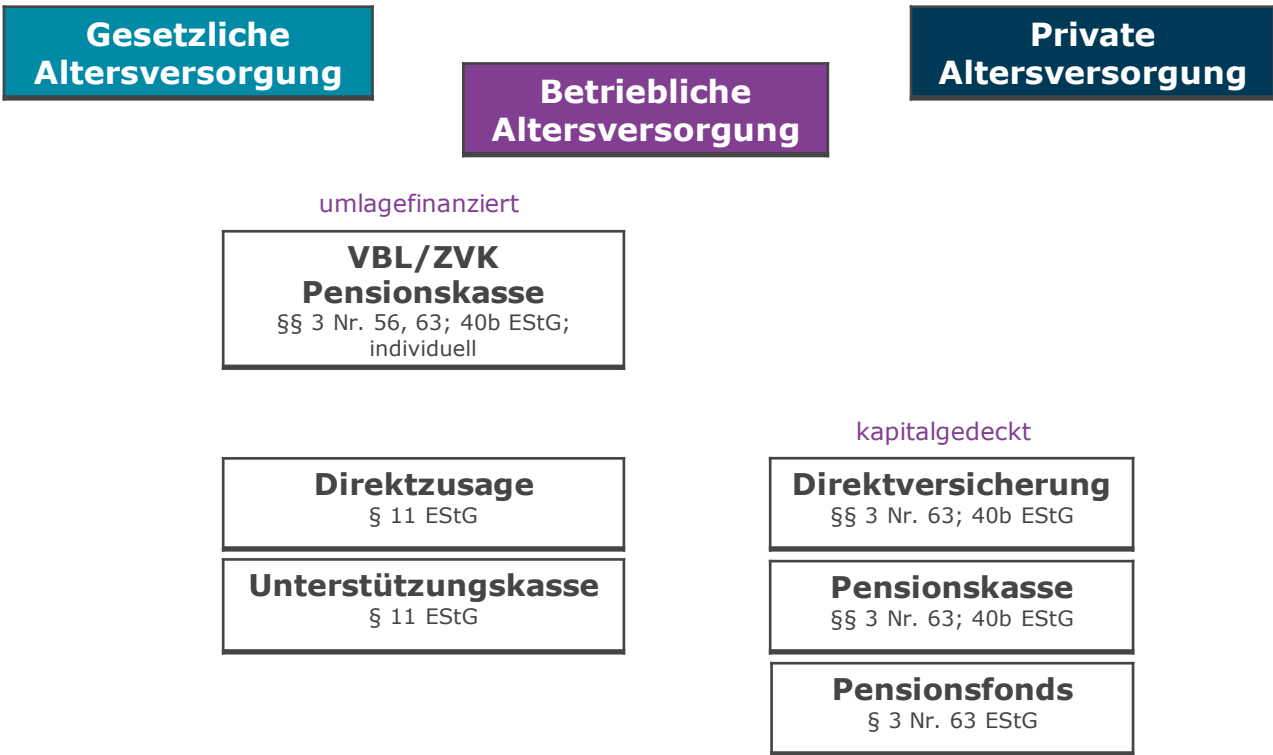 Gesetzliche
Altersversorgung
Betriebliche
Altersversorgung
Private
Altersversorgung
umlagefinanziert
VBL/ZVK
Pensionskasse
§§ 3 Nr. 56, 63; 40b EStG;
individuell
Direktzusage
§ 11 EStG
Unterstützungskasse
§ 11 EStG
kapitalgedeckt
Direktversicherung
§§ 3 Nr. 63; 40b EStG
Pensionskasse
§§ 3 Nr. 63; 40b EStG
Pensionsfonds
§ 3 Nr. 63 EStG